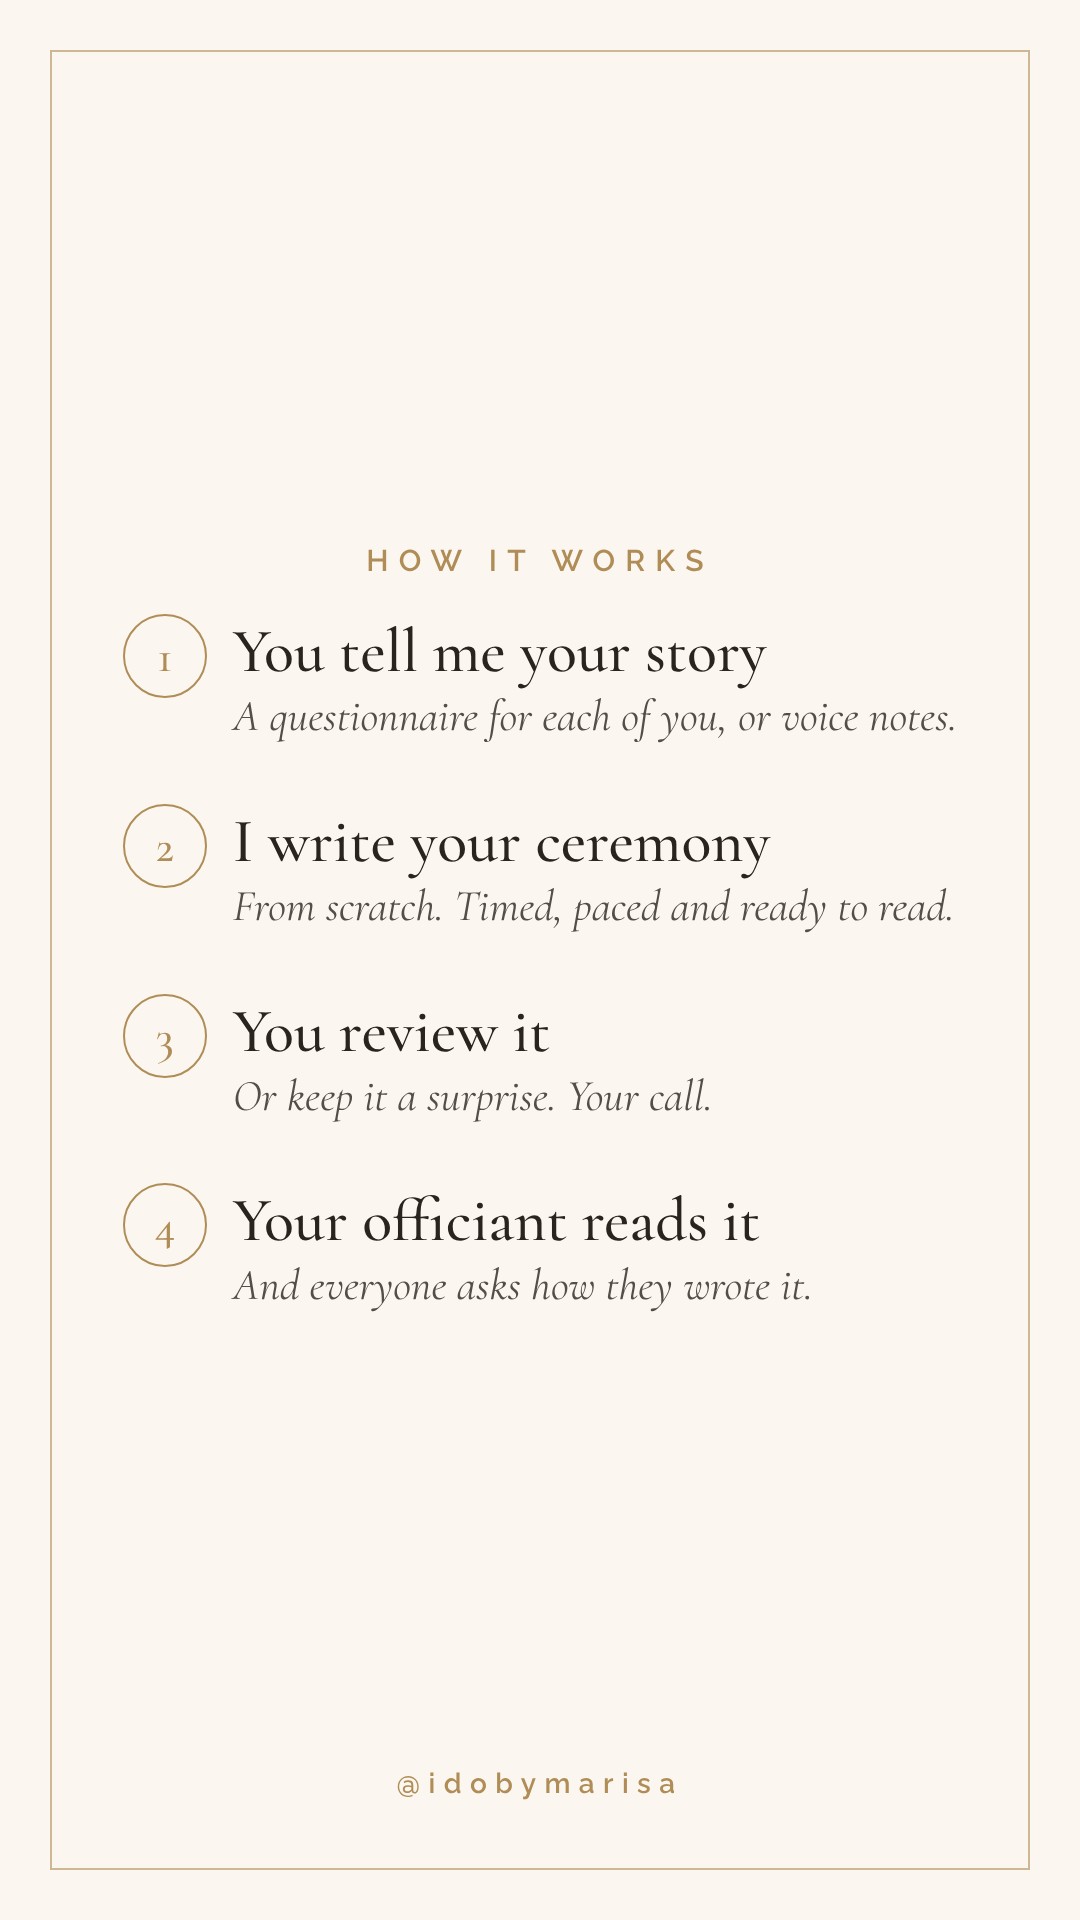 HOW IT WORKS
1
You tell me your story
A questionnaire for each of you, or voice notes.
2
I write your ceremony
From scratch. Timed, paced and ready to read.
3
You review it
Or keep it a surprise. Your call.
4
Your officiant reads it
And everyone asks how they wrote it.
@idobymarisa